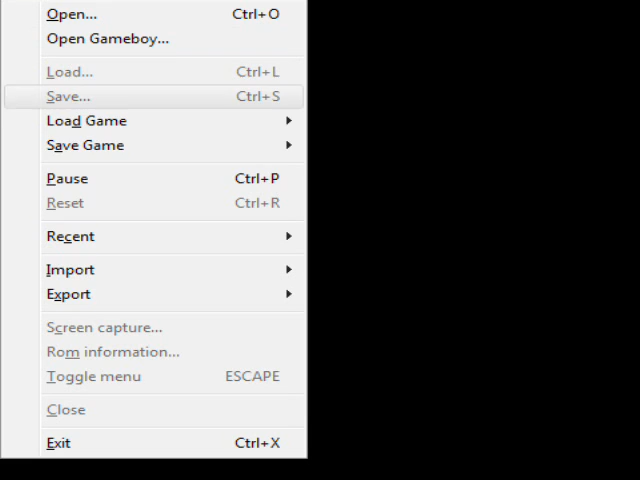 Open... Ctrl+O
Open Gameboy...
Load... Ctrl+L
Save... Ctrl+S
Load Game
Save Game
Pause Ctrl+P
Reset Ctrl+R
Recent
Import
Export
Screen capture...
Rom information...
Toggle menu ESCAPE
Close
Exit Ctrl+X